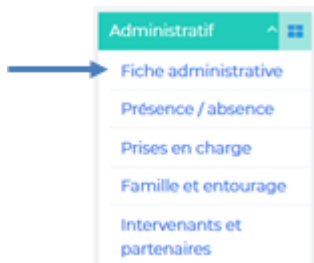 Administratif
Fiche administrative
Présence / absence
Prises en charge
Famille et entourage
Intervenants et
partenaires